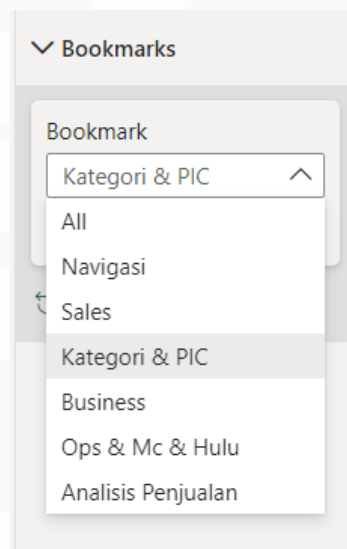 Bookmarks
Bookmark
Kategori & PIC
All
Navigasi
Sales
Kategori & PIC
Business
Ops & Mc & Hulu
Analisis Penjualan